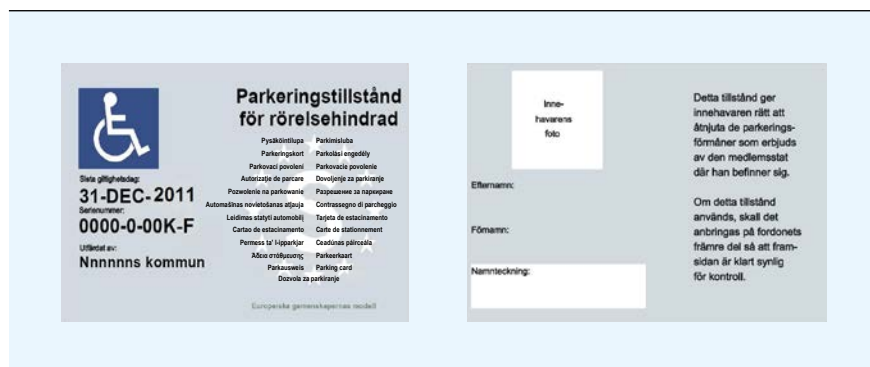 Parkeringstillstånd
för rörelsehindrad
Pysäköintilupa Parkimisluba
Parkeringskort Parkolási engedély
Parkovací povolení Parkovacie povolenie
Autorizaţie de parcare Dovoljenje za parkiranje
Pozwolenie na parkowanie Разрешение за паркиране
Automašīnas novietošanas atļauja Contrassegno di parcheggio
Leidimas statyti automobilį Tarjeta de estacionamento
Cartao de estacinamento Carte de stationnement
Permess ta' l-ipparkjar Ceadúnas páirceála
Άδεια στάθμευσης Parkeerkaart
Parkausweis Parking card
Dozvola za parkiranje
Europeiska gemenskapernas modell
Sista giltighetsdag:
31-DEC-2011
Serienummer:
0000-0-00K-F
Utfärdat av:
Nnnnnns kommun
Inne-
havarens
foto
Efternamn:
Förnamn:
Namnteckning:
Detta tillstånd ger
innehavaren rätt att
åtnjuta de parkerings-
förmåner som erbjuds
av den medlemsstat
där han befinner sig.
Om detta tillstånd
används, skall det
anbringas på fordonets
främre del så att fram-
sidan är klart synlig
för kontroll.